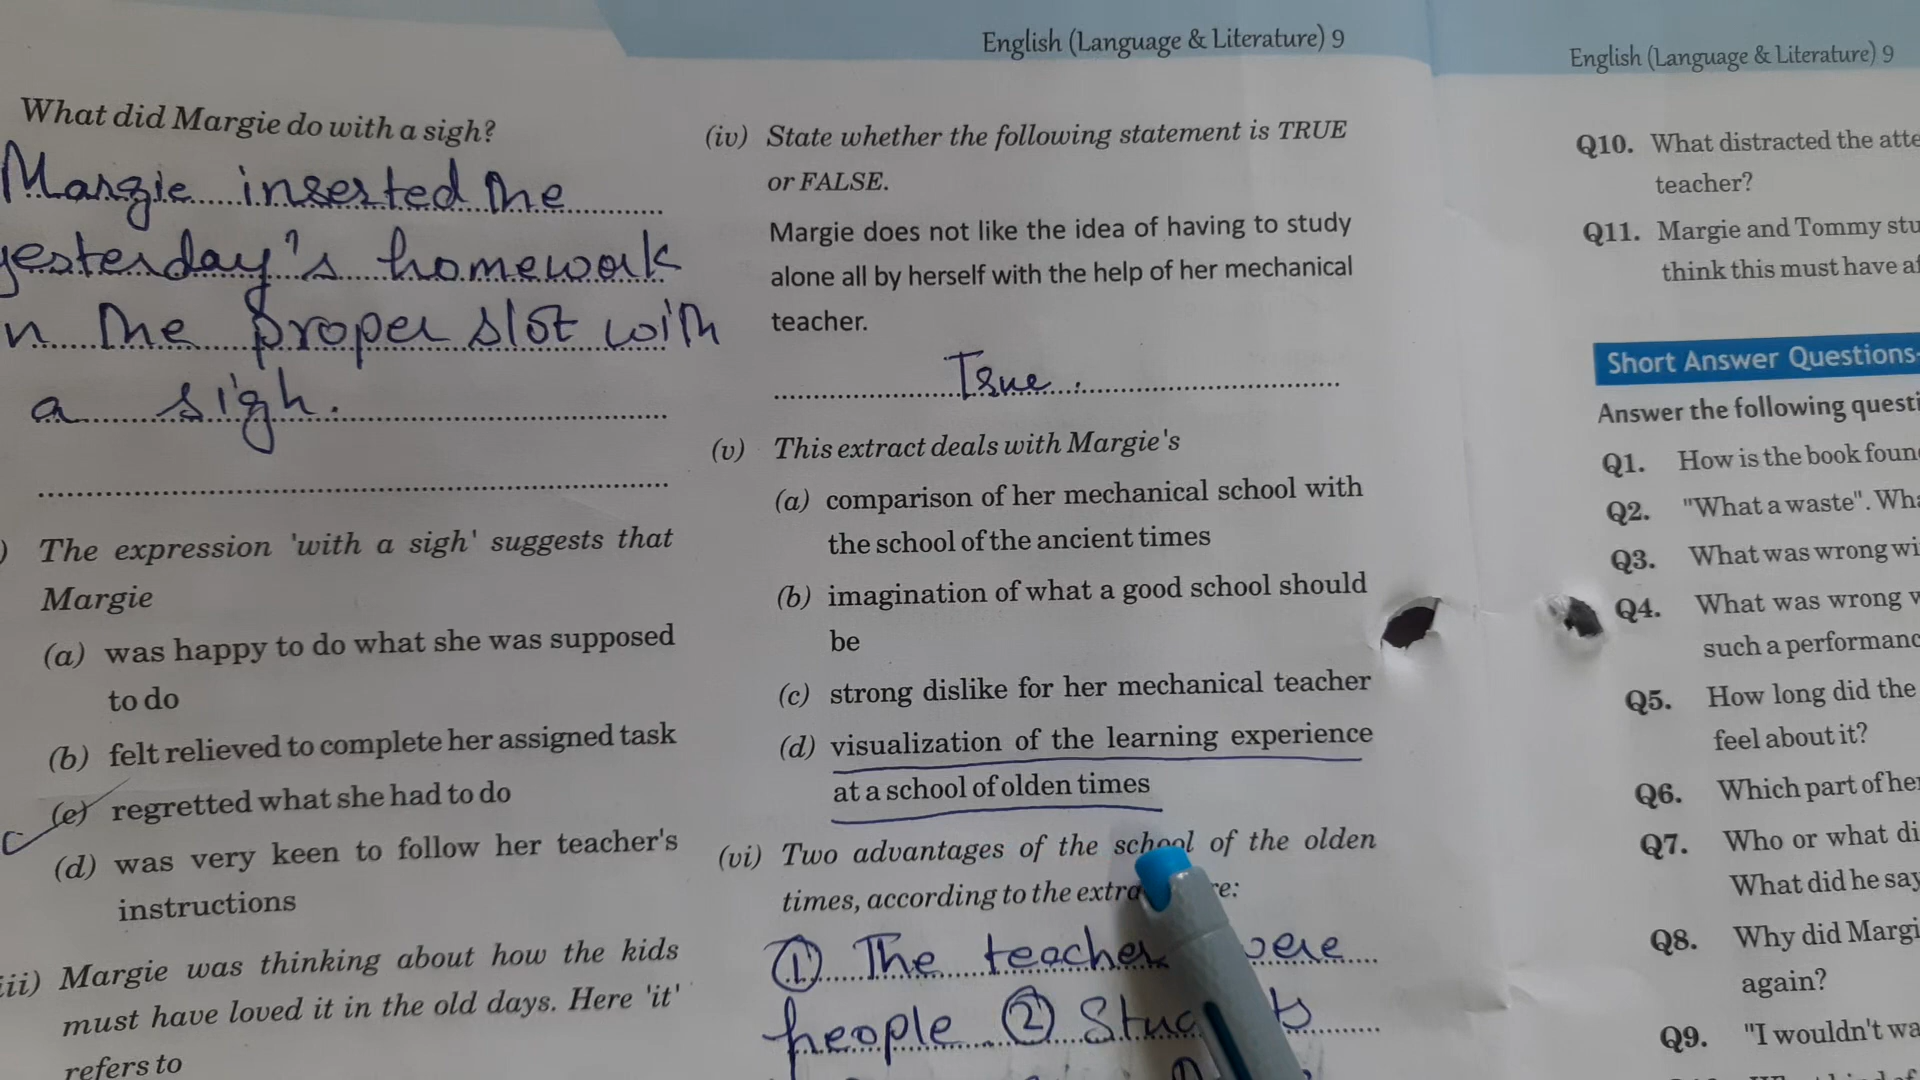 English (Language & Literature) 9
What did Margie do with a sigh?
Margie inserted the
yesterday's homework
n the proper slot with
a sigh.
) The expression 'with a sigh' suggests that
Margie
(a) was happy to do what she was supposed
to do
(b) felt relieved to complete her assigned task
(c) regretted what she had to do
(d) was very keen to follow her teacher's
instructions
iii) Margie was thinking about how the kids
must have loved it in the old days. Here 'it'
refers to
(iv) State whether the following statement is TRUE
or FALSE.
Margie does not like the idea of having to study
alone all by herself with the help of her mechanical
teacher.
True.
(v) This extract deals with Margie's
(a) comparison of her mechanical school with
the school of the ancient times
(b) imagination of what a good school should
be
(c) strong dislike for her mechanical teacher
(d) visualization of the learning experience
at a school of olden times
(vi) Two advantages of the school of the olden
times, according to the extra re:
① The teacher were
people. ②
English (Language & Literature) 9
Q10. What distracted the atte
teacher?
Q11. Margie and Tommy stu
think this must have a
Short Answer Questions-
Answer the following questi
Q1. How is the book foun
Q2. "What a waste". Wha
Q3. What was wrong wi
Q4. What was wrong w
such a performanc
Q5. How long did the
feel about it?
Q6. Which part of her
Q7. Who or what di
What did he say
Q8. Why did Margi
again?
Q9. "I wouldn't wa